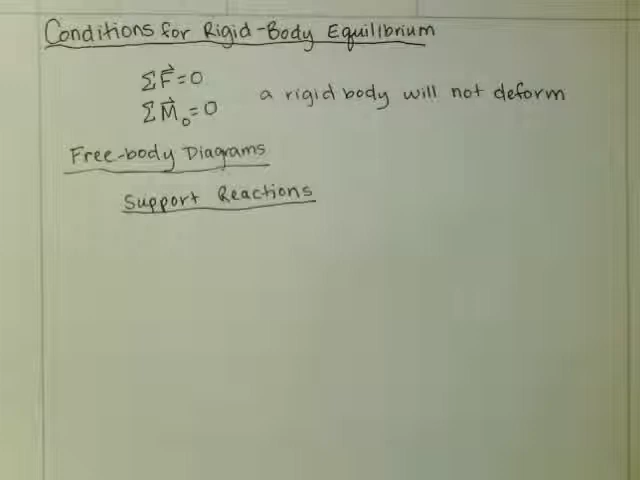 Conditions for Rigid-Body Equilibrium
ΣF⃗=0
a rigid body will not deform
ΣM⃗₀=0
Free-body Diagrams
Support Reactions